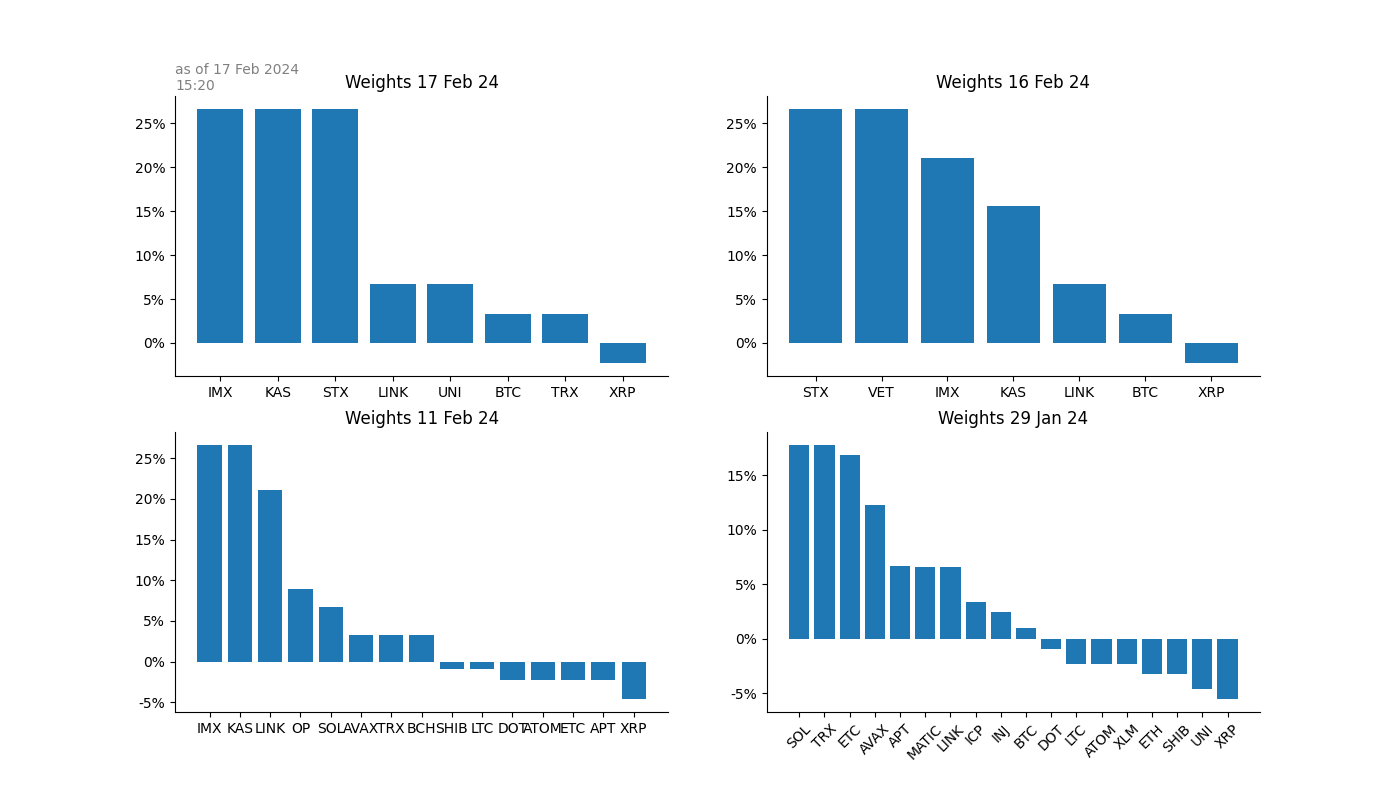 as of 17 Feb 2024
15:20
Weights 17 Feb 24
25%
20%
15%
10%
5%
0%
IMX KAS STX LINK UNI BTC TRX XRP
Weights 16 Feb 24
25%
20%
15%
10%
5%
0%
STX VET IMX KAS LINK BTC XRP
Weights 11 Feb 24
25%
20%
15%
10%
5%
0%
-5%
IMX KAS LINK OP SOL AVAX TRX BCH SHIB LTC DOT ATOM ETC APT XRP
Weights 29 Jan 24
15%
10%
5%
0%
-5%
SOL TRX ETC AVAX APT MATIC LINK ICP INJ BTC DOT LTC ATOM XLM ETH SHIB UNI XRP